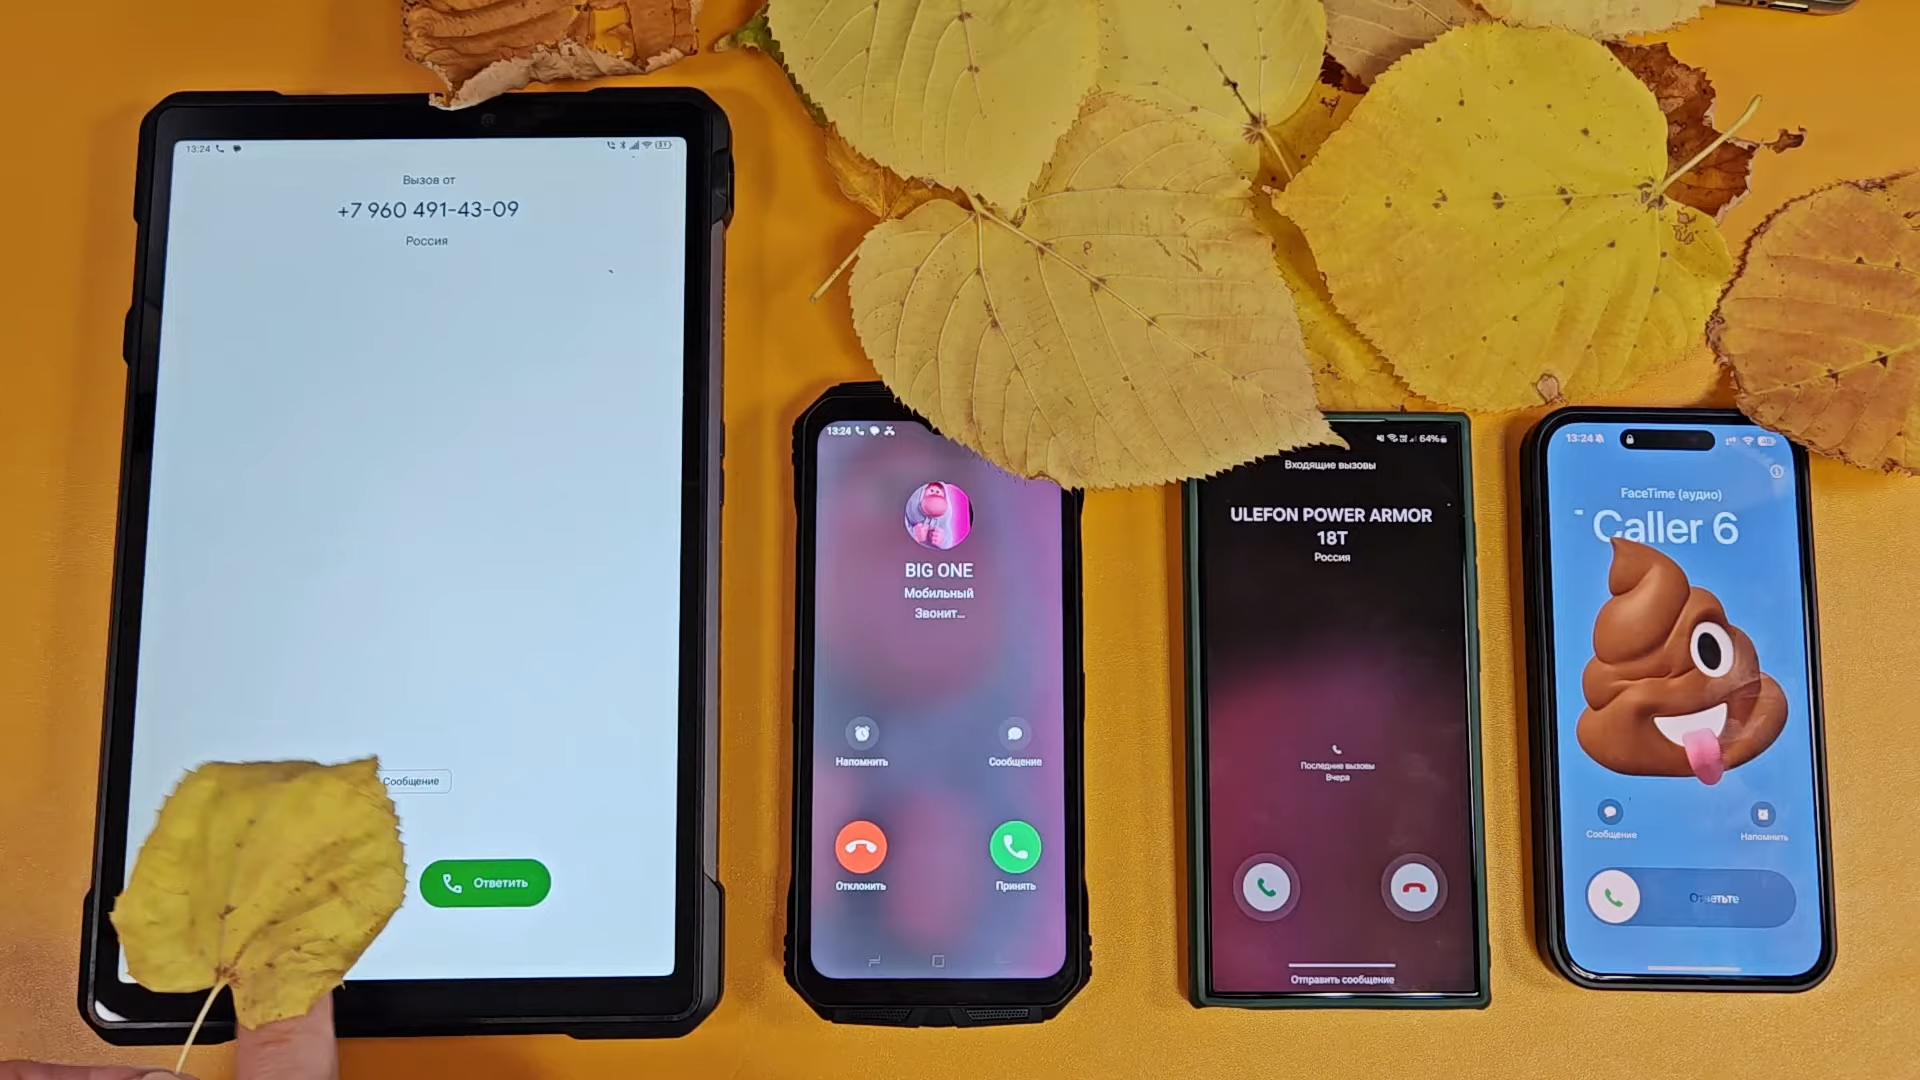 13:24
51
Вызов от
+7 960 491-43-09
Россия
Сообщение
Ответить
13:24
BIG ONE
Мобильный
Звонит...
Напомнить
Сообщение
Отклонить
Принять
64%
Входящие вызовы
ULEFON POWER ARMOR
18T
Россия
Последние вызовы
Вчера
Отправить сообщение
13:24
FaceTime (аудио)
Caller 6
Сообщение
Напомнить
Ответьте